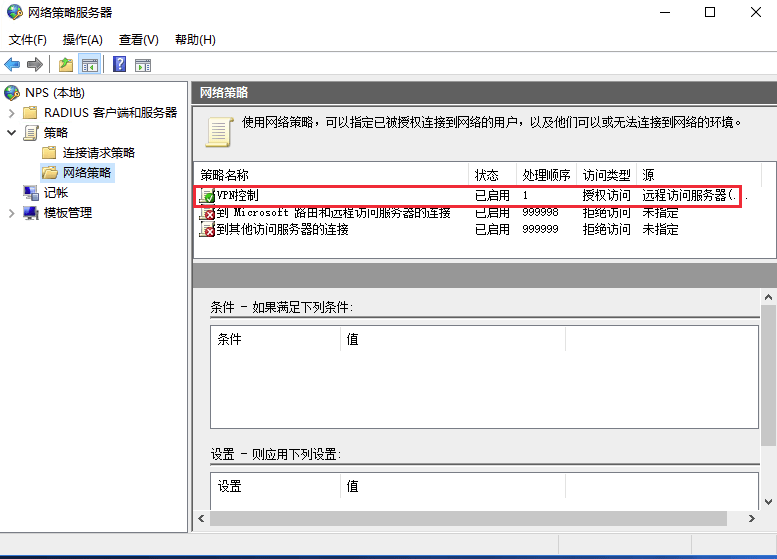 网络策略服务器
文件(F) 操作(A) 查看(V) 帮助(H)
NPS (本地)
RADIUS 客户端和服务器
策略
连接请求策略
网络策略
记帐
模板管理
网络策略
使用网络策略，可以指定已被授权连接到网络的用户，以及他们可以或无法连接到网络的环境。
策略名称 状态 处理顺序 访问类型 源
VPN控制 已启用 1 授权访问 远程访问服务器(...
到 Microsoft 路由和远程访问服务器的连接 已启用 999998 拒绝访问 未指定
到其他访问服务器的连接 已启用 999999 拒绝访问 未指定
条件 - 如果满足下列条件:
条件 值
设置 - 则应用下列设置:
设置 值